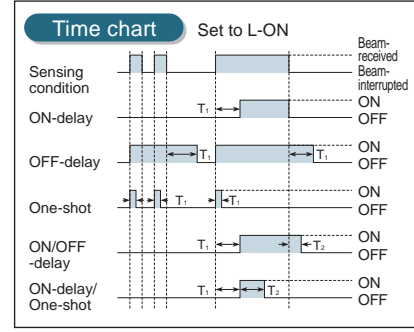 Time chart Set to L-ON
Beam-
received
Sensing
condition
Beam-
interrupted
ON-delay T₁ ON
OFF
OFF-delay T₁ T₁ ON
OFF
One-shot T₁ T₁ ON
OFF
ON/OFF
-delay T₁ T₂ ON
OFF
ON-delay/
One-shot T₁ T₂ ON
OFF